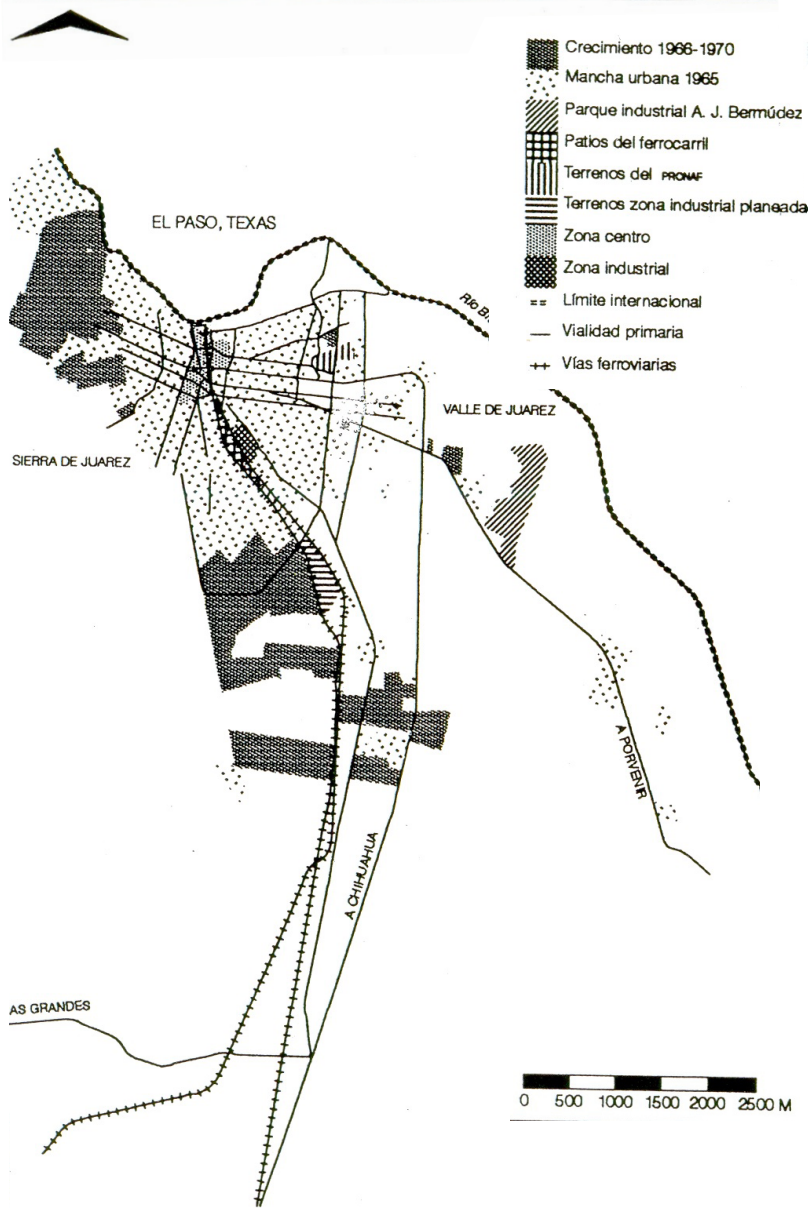 Crecimiento 1966-1970
Mancha urbana 1965
Parque industrial A. J. Bermúdez
Patios del ferrocarril
Terrenos del PRONAF
Terrenos zona industrial planeada
Zona centro
Zona industrial
Límite internacional
Vialidad primaria
Vías ferroviarias
EL PASO, TEXAS
Río B
VALLE DE JUAREZ
SIERRA DE JUAREZ
A PORVENIR
A CHIHUAHUA
AS GRANDES
0 500 1000 1500 2000 2500 M